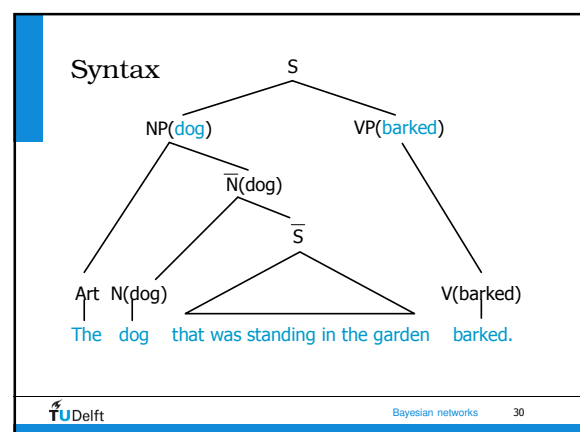 Syntax
S
NP(dog) VP(barked)
N̅(dog)
S̅
Art N(dog) V(barked)
The dog that was standing in the garden barked.
TUDelft Bayesian networks 30